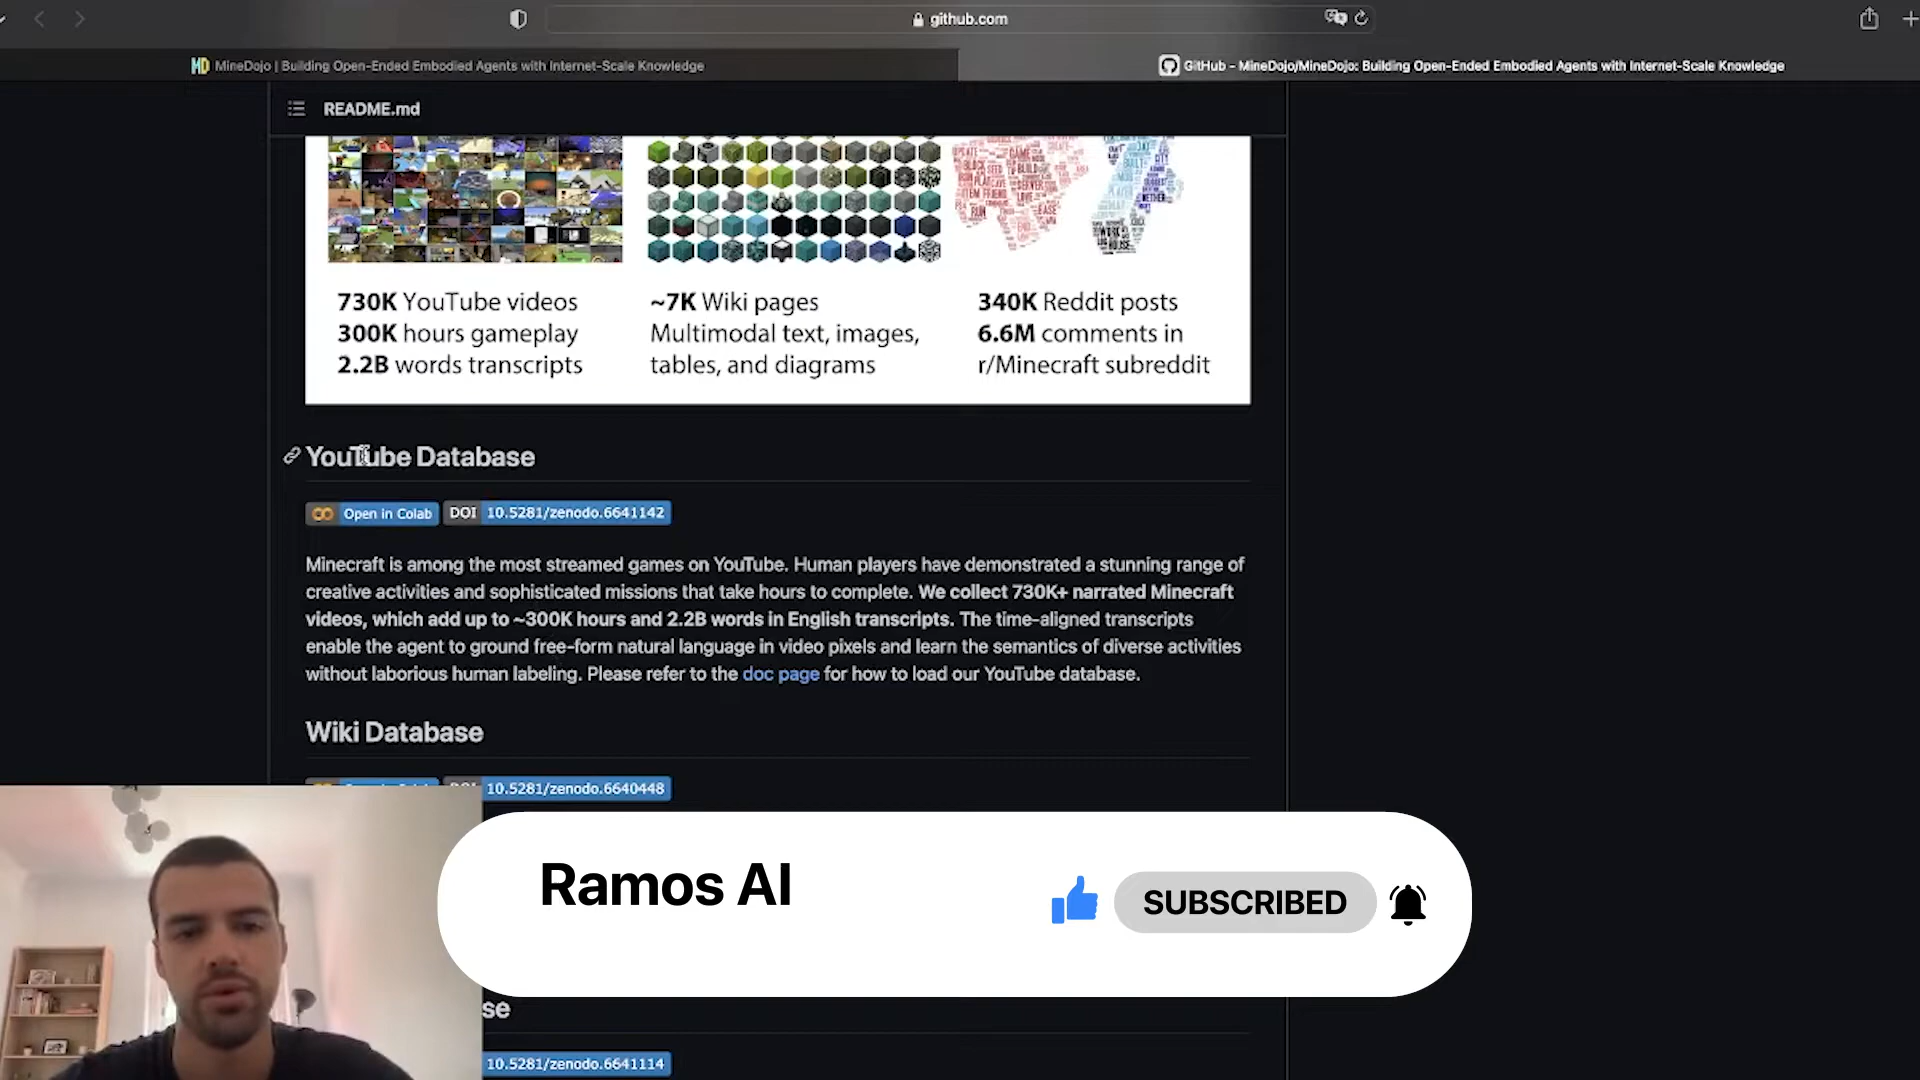 github.com
MineDojo | Building Open-Ended Embodied Agents with Internet-Scale Knowledge
GitHub - MineDojo/MineDojo: Building Open-Ended Embodied Agents with Internet-Scale Knowledge
README.md
730K YouTube videos
300K hours gameplay
2.2B words transcripts
~7K Wiki pages
Multimodal text, images,
tables, and diagrams
340K Reddit posts
6.6M comments in
r/Minecraft subreddit
YouTube Database
Open in Colab DOI 10.5281/zenodo.6641142
Minecraft is among the most streamed games on YouTube. Human players have demonstrated a stunning range of
creative activities and sophisticated missions that take hours to complete. We collect 730K+ narrated Minecraft
videos, which add up to ~300K hours and 2.2B words in English transcripts. The time-aligned transcripts
enable the agent to ground free-form natural language in video pixels and learn the semantics of diverse activities
without laborious human labeling. Please refer to the doc page for how to load our YouTube database.
Wiki Database
10.5281/zenodo.6640448
Ramos AI
SUBSCRIBED
se
10.5281/zenodo.6641114